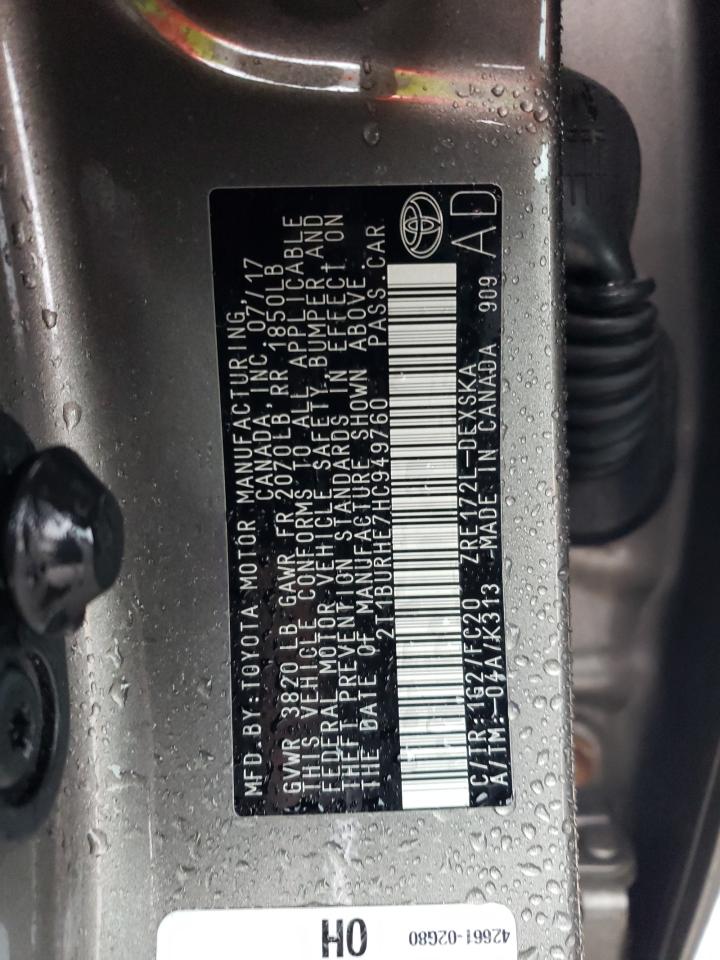 MFD.BY:TOYOTA MOTOR MANUFACTURING,
CANADA, INC. 07/17
GVWR 3820 LB GAWR FR 2070LB, RR 1850LB
THIS VEHICLE CONFORMS TO ALL APPLICABLE
FEDERAL MOTOR VEHICLE SAFETY, BUMPER AND
THEFT PREVENTION STANDARDS IN EFFECT ON
THE DATE OF MANUFACTURE SHOWN ABOVE.
2T1BURHE7HC949760 PASS.CAR
C/TR: 1G2/FC20 ZRE172L-DEXSKA
A/TM:-04A/K313 MADE IN CANADA 909
AD
0H
42661-02G80